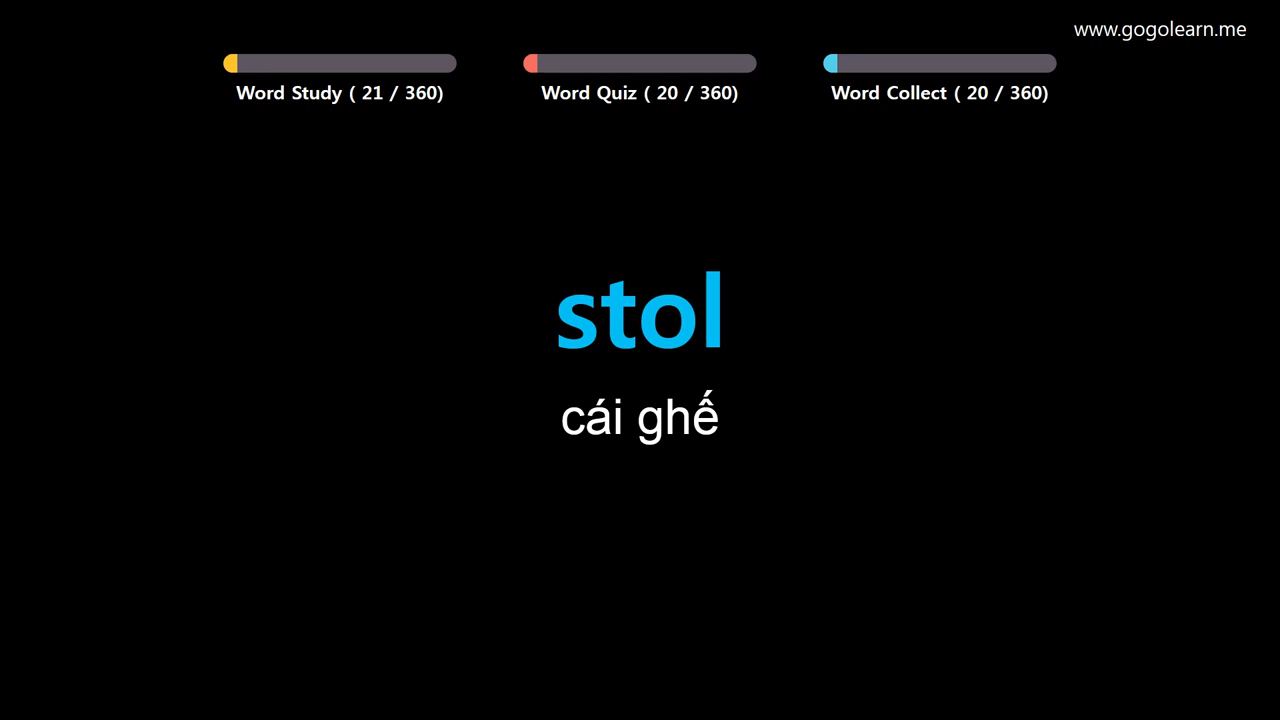 www.gogolearn.me
Word Study ( 21 / 360)
Word Quiz ( 20 / 360)
Word Collect ( 20 / 360)
stol
cái ghế